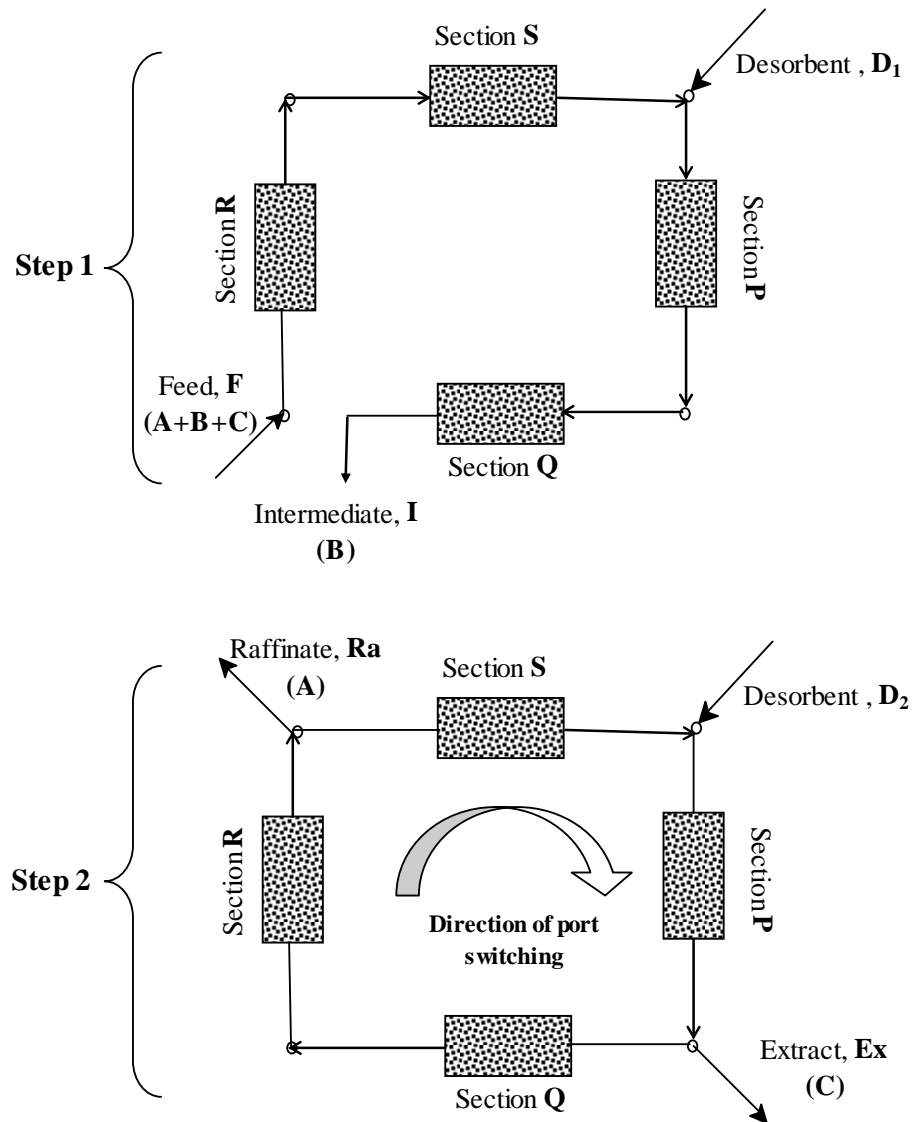 Section S
Desorbent , D₁
Section R
Section P
Step 1
Feed, F
(A+B+C)
Section Q
Intermediate, I
(B)
Raffinate, Ra
(A)
Section S
Desorbent , D₂
Section R
Section P
Step 2
Direction of port
switching
Section Q
Extract, Ex
(C)